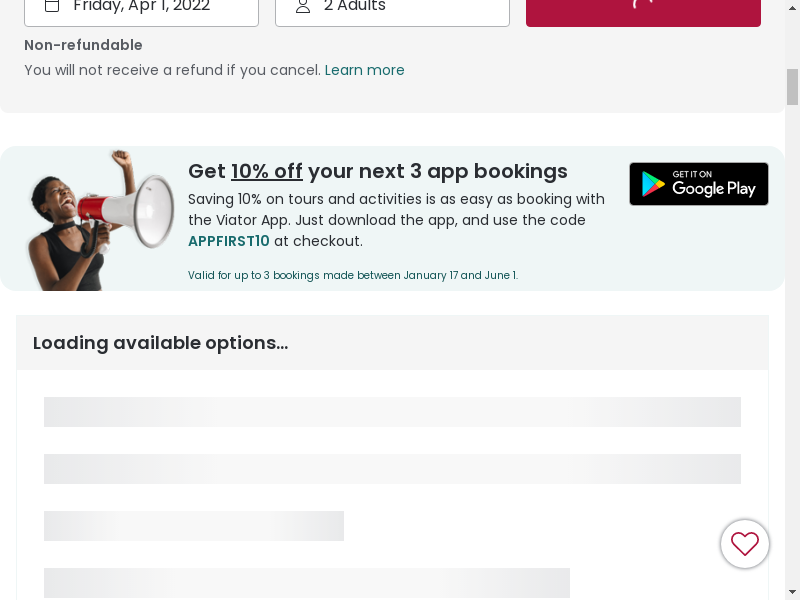 Friday, Apr 1, 2022
2 Adults
Non-refundable
You will not receive a refund if you cancel. Learn more
Get 10% off your next 3 app bookings
Saving 10% on tours and activities is as easy as booking with
the Viator App. Just download the app, and use the code
APPFIRST10 at checkout.
Valid for up to 3 bookings made between January 17 and June 1.
GET IT ON
Google Play
Loading available options...